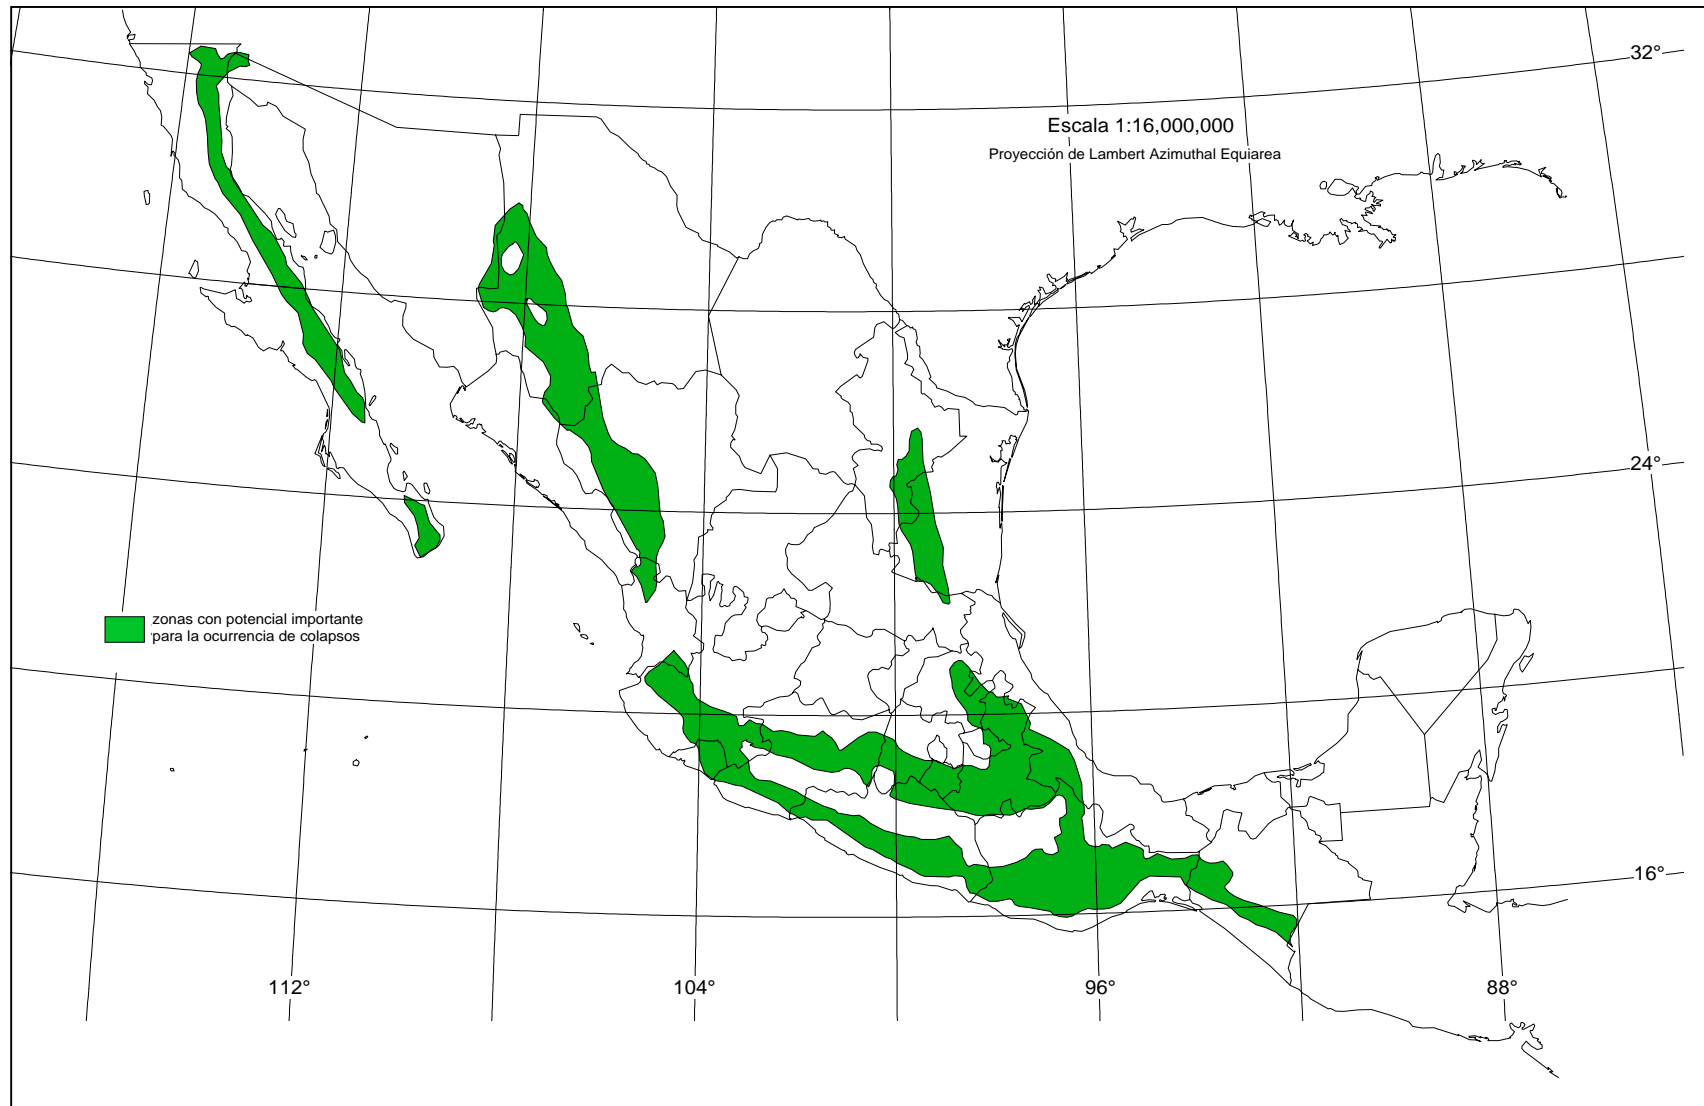 32°
Escala 1:16,000,000
Proyección de Lambert Azimuthal Equiarea
24°
zonas con potencial importante
para la ocurrencia de colapsos
16°
112°
104°
96°
88°